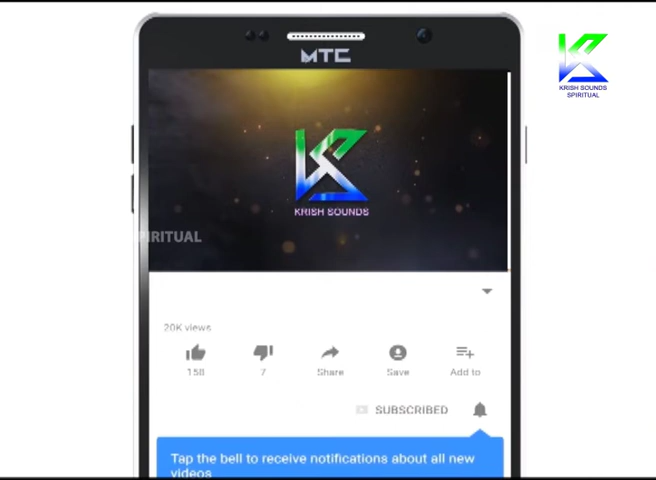 MTC
KRISH SOUNDS
SPIRITUAL
KRISH SOUNDS
PIRITUAL
20K views
158
7
Share
Save
Add to
SUBSCRIBED
Tap the bell to receive notifications about all new
videos